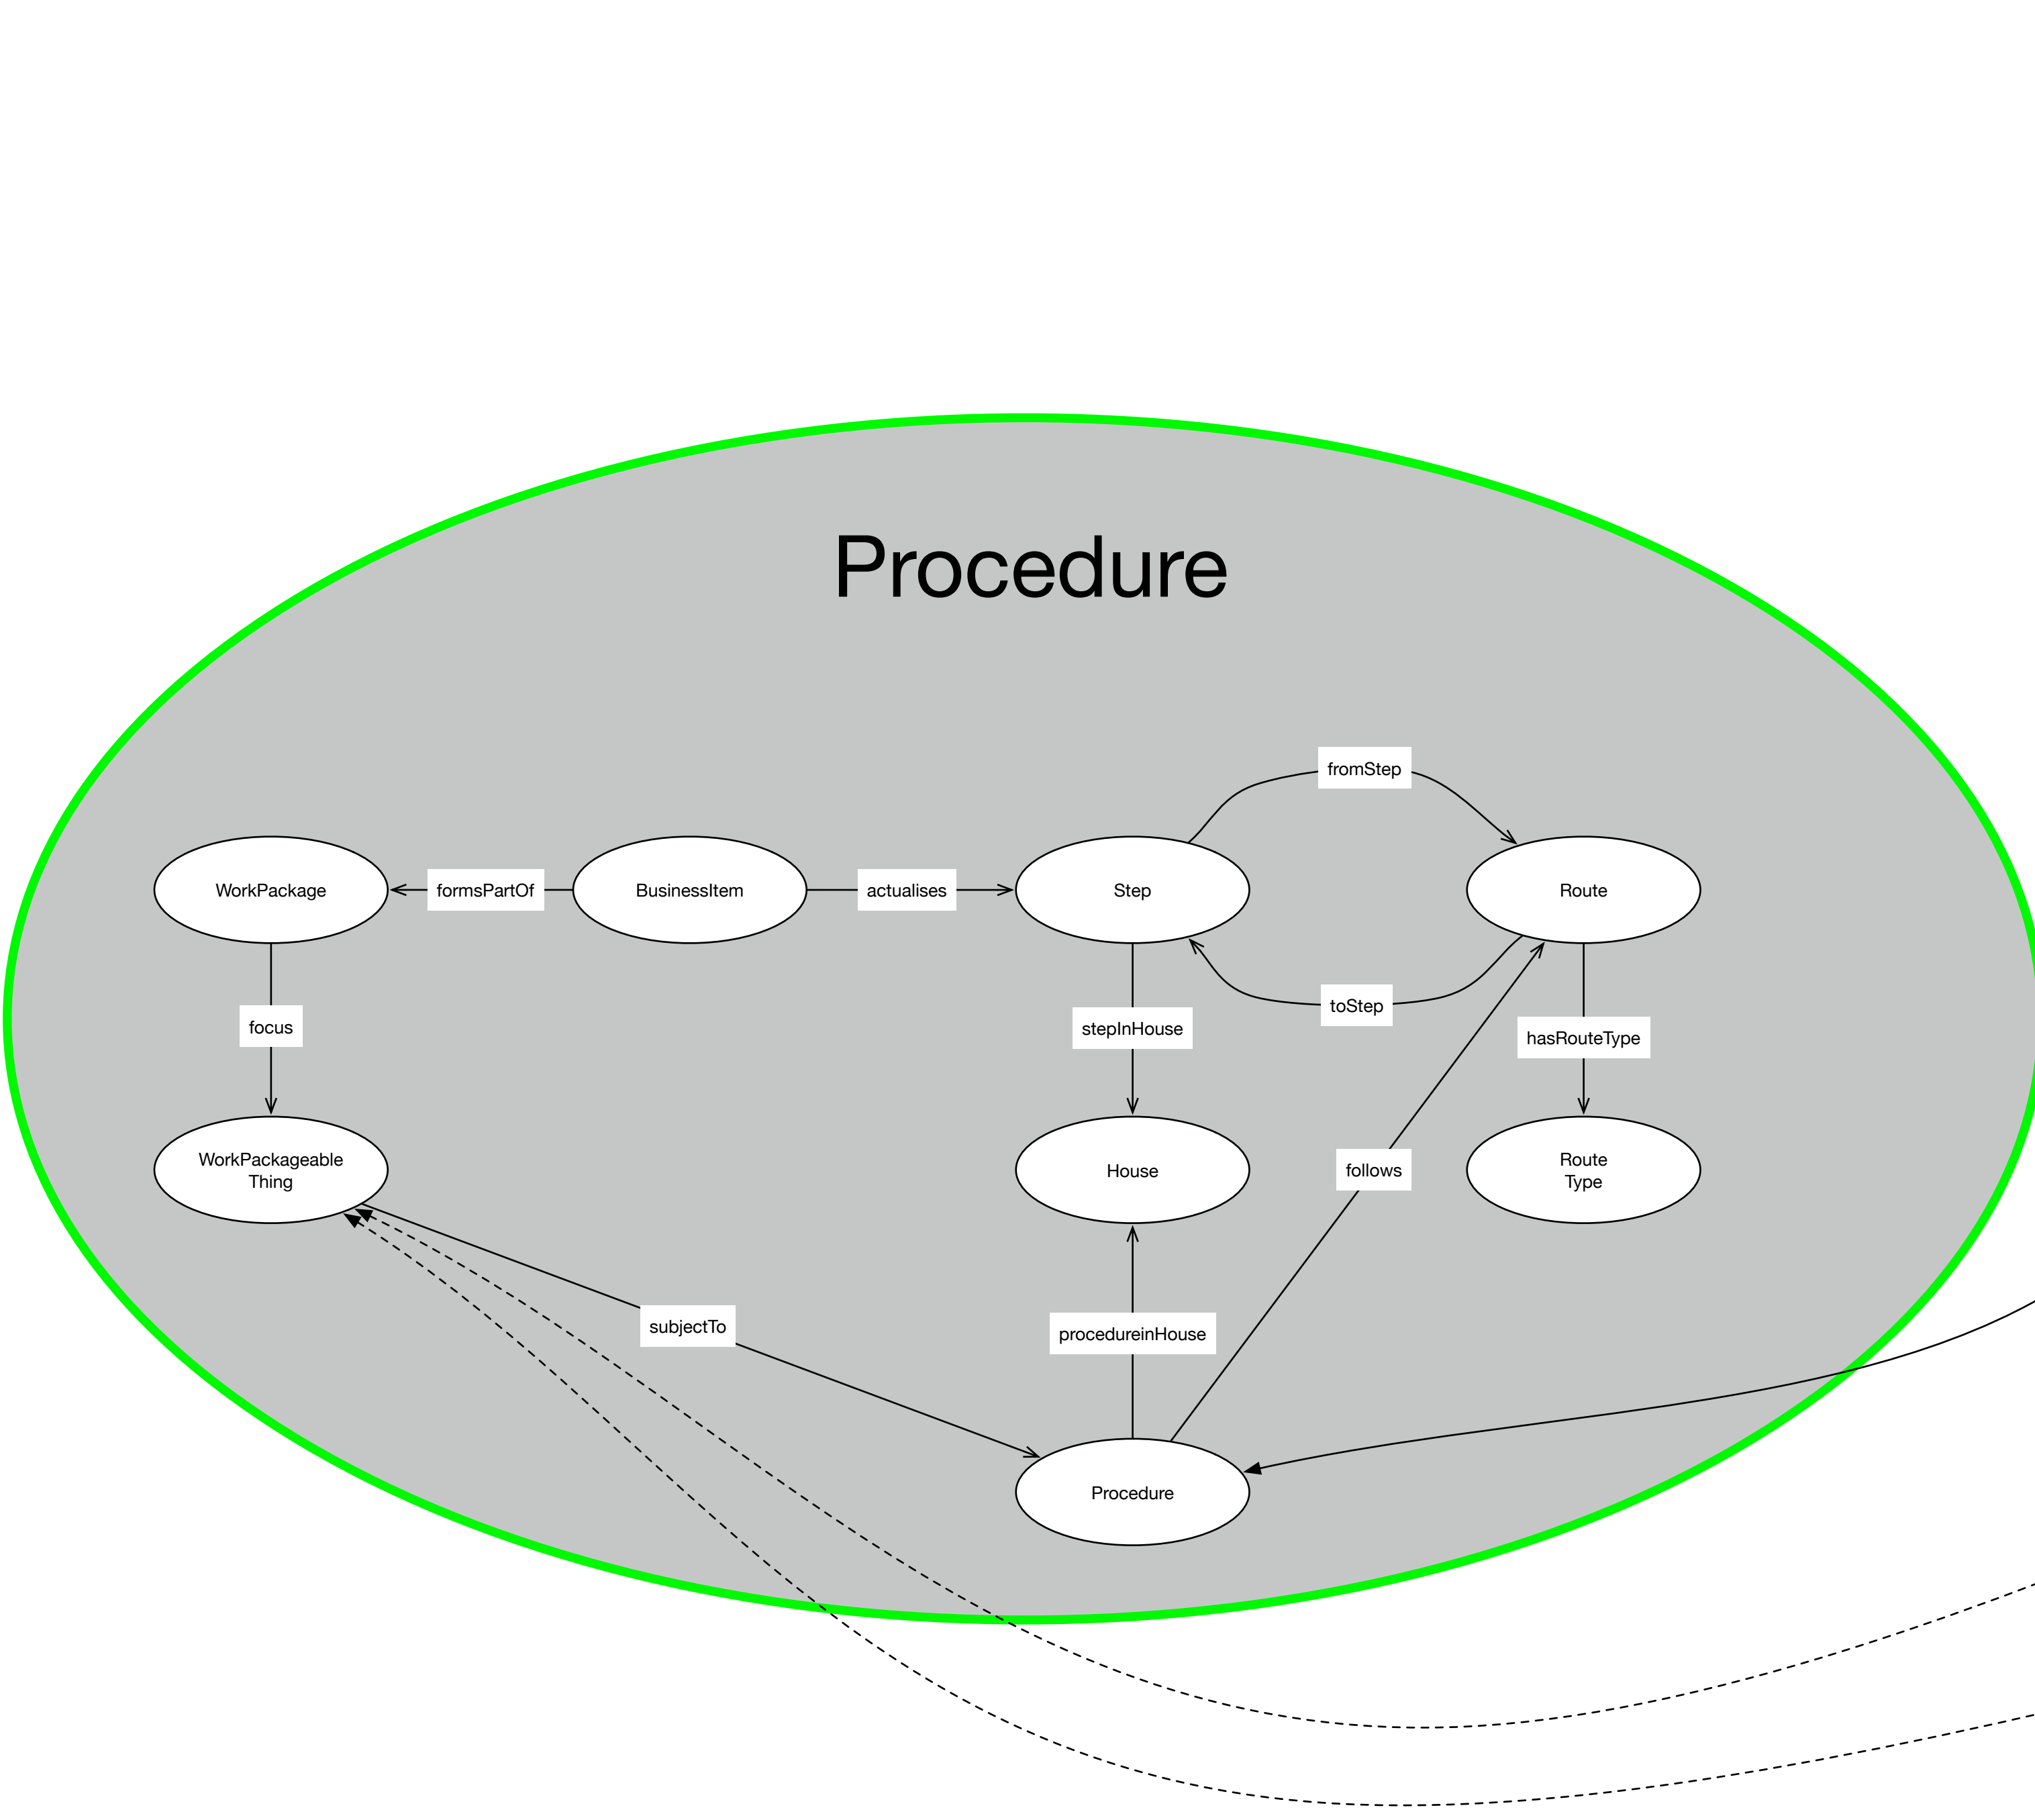 Procedure
fromStep
WorkPackage
formsPartOf
BusinessItem
actualises
Step
Route
toStep
focus
stepInHouse
hasRouteType
WorkPackageable
Thing
House
follows
Route
Type
subjectTo
procedureinHouse
Procedure